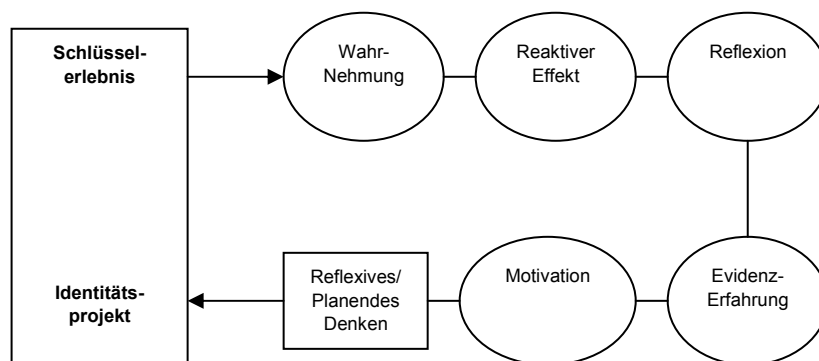 Schlüssel-
erlebnis
Wahr-
Nehmung
Reaktiver
Effekt
Reflexion
Identitäts-
projekt
Reflexives/
Planendes
Denken
Motivation
Evidenz-
Erfahrung